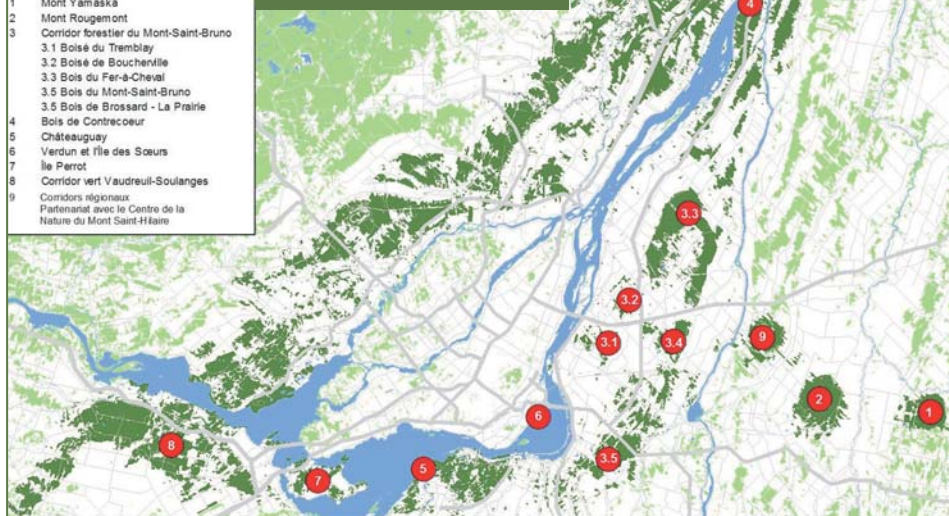 1 Mont Yamaska
2 Mont Rougemont
3 Corridor forestier du Mont-Saint-Bruno
3.1 Boisé du Tremblay
3.2 Boisé de Boucherville
3.3 Bois du Fer-à-Cheval
3.5 Bois du Mont-Saint-Bruno
3.5 Bois de Brossard - La Prairie
4 Bois de Contrecoeur
5 Châteauguay
6 Verdun et l'Île des Sœurs
7 Île Perrot
8 Corridor vert Vaudreuil-Soulanges
9 Corridors régionaux
Partenariat avec le Centre de la
Nature du Mont Saint-Hilaire
4
3.3
3.2
3.1
3.4
9
2
1
6
8
3.5
5
7